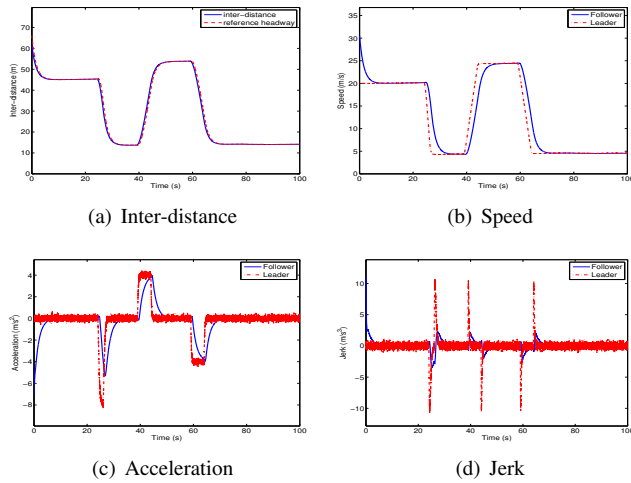 70
60
50
40
30
20
10
0
0 20 40 60 80 100
Inter-distance (m)
Time (s)
inter-distance
reference headway
(a) Inter-distance
35
30
25
20
15
10
5
0
0 20 40 60 80 100
Speed (m/s)
Time (s)
Follower
Leader
(b) Speed
4
2
0
-2
-4
-6
-8
0 20 40 60 80 100
Acceleration (m/s²)
Time (s)
Follower
Leader
(c) Acceleration
10
5
0
-5
-10
0 20 40 60 80 100
Jerk (m/s²)
Time (s)
Follower
Leader
(d) Jerk